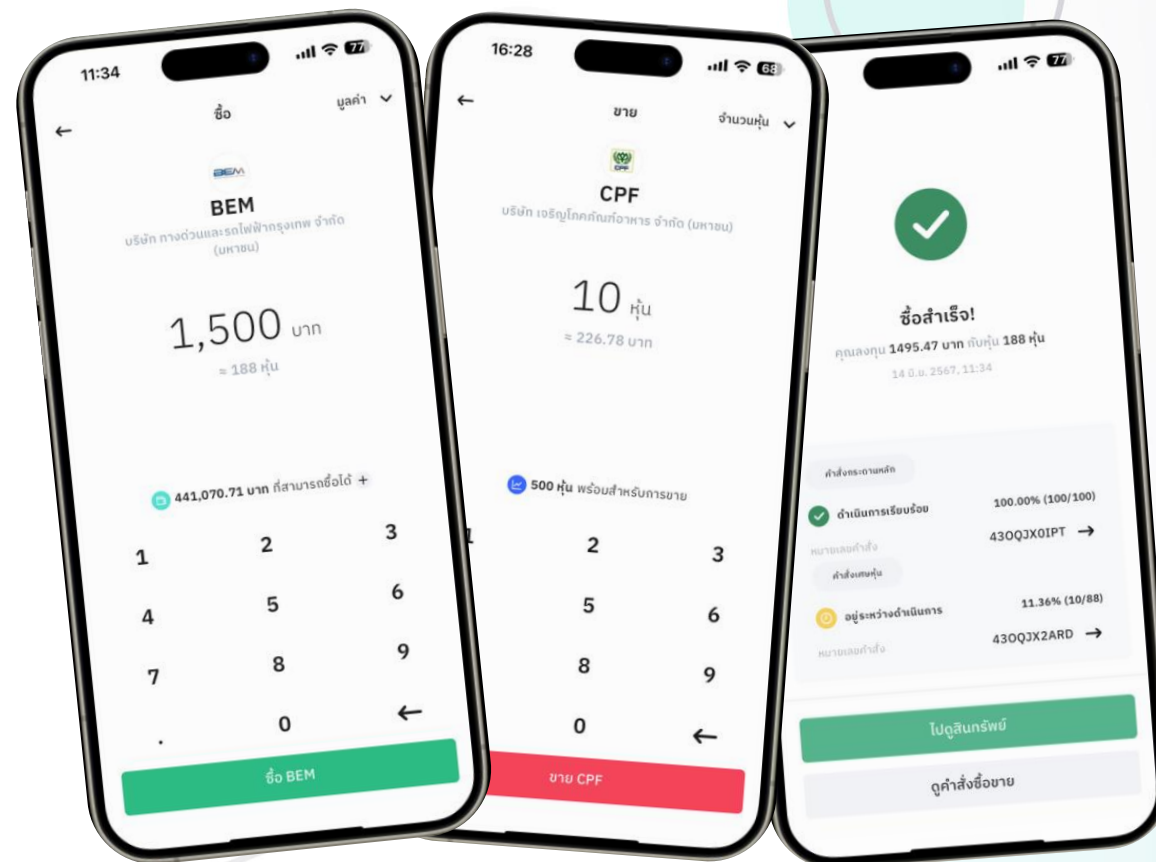 11:34
77
ซื้อ
มูลค่า
BEM
BEM
บริษัท ทางด่วนและรถไฟฟ้ากรุงเทพ จำกัด
(มหาชน)
1,500 บาท
≈ 188 หุ้น
441,070.71 บาท ที่สามารถซื้อได้ +
1 2 3
4 5 6
7 8 9
. 0 ←
ซื้อ BEM
16:28
68
ขาย
จำนวนหุ้น
CPF
CPF
บริษัท เจริญโภคภัณฑ์อาหาร จำกัด (มหาชน)
10 หุ้น
≈ 226.78 บาท
500 หุ้น พร้อมสำหรับการขาย
1 2 3
5 6
8 9
0 ←
ขาย CPF
77
ซื้อสำเร็จ!
คุณลงทุน 1495.47 บาท กับหุ้น 188 หุ้น
14 มิ.ย. 2567, 11:34
คำสั่งกระดานหลัก
ดำเนินการเรียบร้อย 100.00% (100/100)
หมายเลขคำสั่ง 43OQJX0IPT →
คำสั่งเศษหุ้น
อยู่ระหว่างดำเนินการ 11.36% (10/88)
หมายเลขคำสั่ง 43OQJX2ARD →
ไปดูสินทรัพย์
ดูคำสั่งซื้อขาย